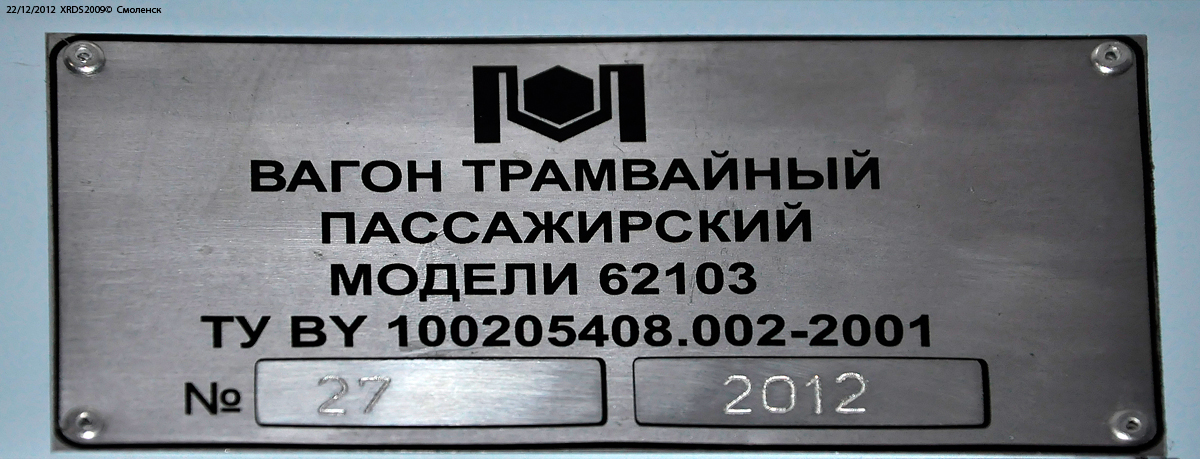 22/12/2012 XRDS2009© Смоленск
ВАГОН ТРАМВАЙНЫЙ
ПАССАЖИРСКИЙ
МОДЕЛИ 62103
ТУ BY 100205408.002-2001
№ 27 2012